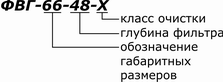 ФВГ-66-48-X
класс очистки
глубина фильтра
обозначение
габаритных
размеров